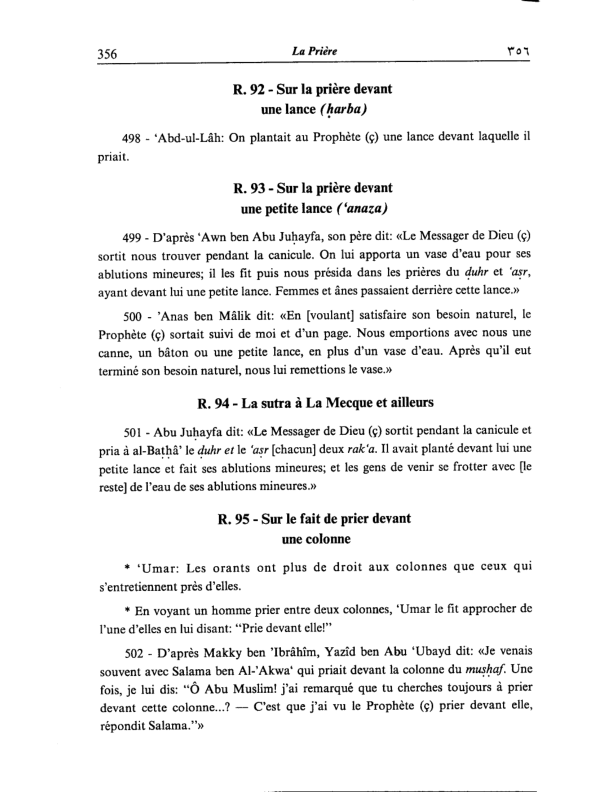 356 La Prière ٣٥٦
R. 92 - Sur la prière devant
une lance (ḥarba)
498 - ‘Abd-ul-Lâh: On plantait au Prophète (ç) une lance devant laquelle il
priait.
R. 93 - Sur la prière devant
une petite lance (‘anaza)
499 - D'après ‘Awn ben Abu Juḥayfa, son père dit: «Le Messager de Dieu (ç)
sortit nous trouver pendant la canicule. On lui apporta un vase d'eau pour ses
ablutions mineures; il les fit puis nous présida dans les prières du ḍuhr et ‘aṣr,
ayant devant lui une petite lance. Femmes et ânes passaient derrière cette lance.»
500 - ’Anas ben Mâlik dit: «En [voulant] satisfaire son besoin naturel, le
Prophète (ç) sortait suivi de moi et d'un page. Nous emportions avec nous une
canne, un bâton ou une petite lance, en plus d'un vase d'eau. Après qu'il eut
terminé son besoin naturel, nous lui remettions le vase.»
R. 94 - La sutra à La Mecque et ailleurs
501 - Abu Juḥayfa dit: «Le Messager de Dieu (ç) sortit pendant la canicule et
pria à al-Baṭḥâ’ le ḍuhr et le ‘aṣr [chacun] deux rak‘a. Il avait planté devant lui une
petite lance et fait ses ablutions mineures; et les gens de venir se frotter avec [le
reste] de l'eau de ses ablutions mineures.»
R. 95 - Sur le fait de prier devant
une colonne
* ‘Umar: Les orants ont plus de droit aux colonnes que ceux qui
s'entretiennent près d'elles.
* En voyant un homme prier entre deux colonnes, ‘Umar le fit approcher de
l'une d'elles en lui disant: “Prie devant elle!”
502 - D'après Makky ben ’Ibrâhîm, Yazîd ben Abu ‘Ubayd dit: «Je venais
souvent avec Salama ben Al-’Akwa‘ qui priait devant la colonne du muṣḥaf. Une
fois, je lui dis: “Ô Abu Muslim! j'ai remarqué que tu cherches toujours à prier
devant cette colonne...? — C'est que j'ai vu le Prophète (ç) prier devant elle,
répondit Salama.”»